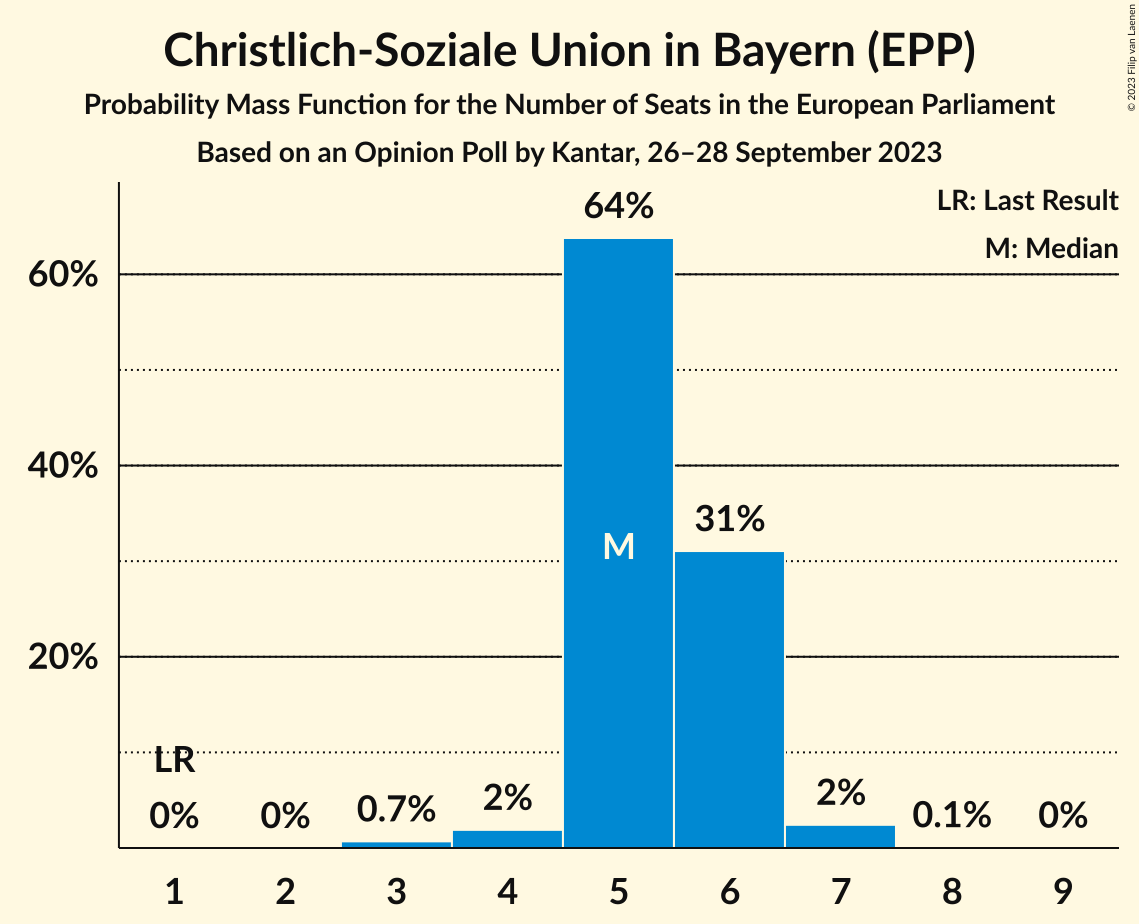 Christlich-Soziale Union in Bayern (EPP)
Probability Mass Function for the Number of Seats in the European Parliament
Based on an Opinion Poll by Kantar, 26–28 September 2023
© 2023 Filip van Laenen
LR: Last Result
M: Median
64%
60%
40%
31%
M
20%
LR
0%
0%
0.7%
2%
2%
0.1%
0%
1 2 3 4 5 6 7 8 9